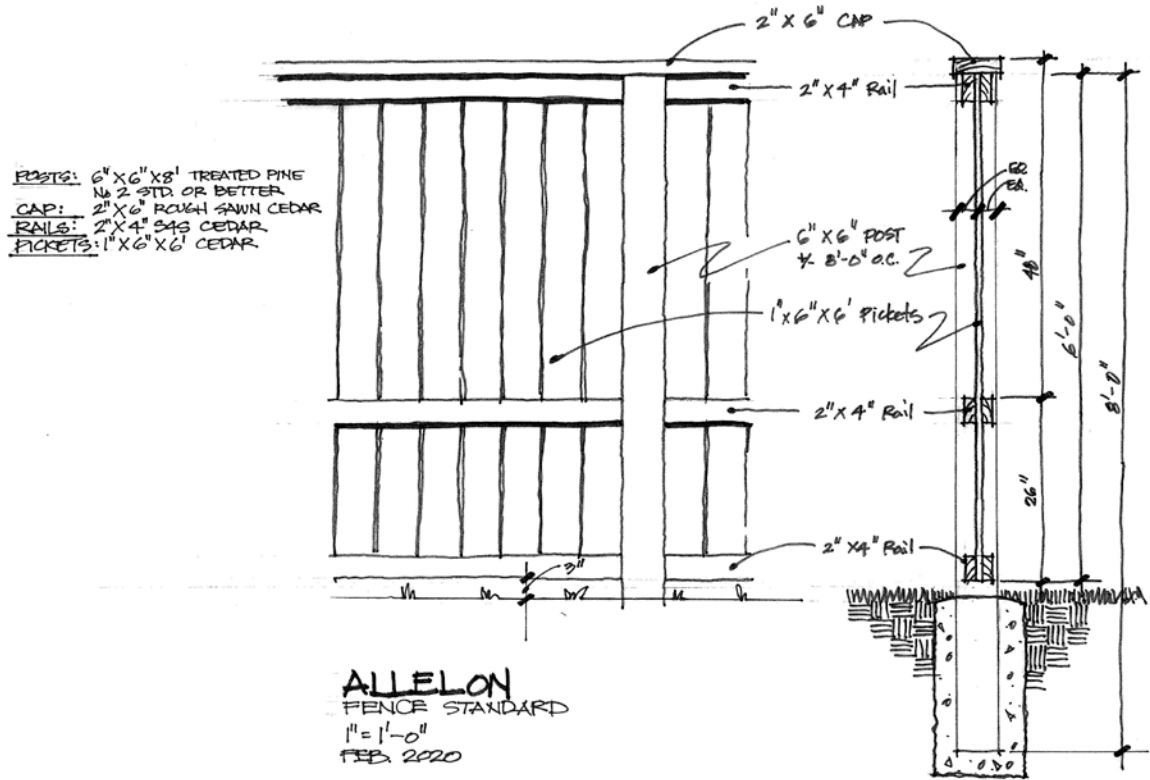 2" X 6" CAP
2" X 4" Rail
POSTS: 6" X 6" X 8' TREATED PINE
No 2 STD. OR BETTER
CAP: 2" X 6" ROUGH SAWN CEDAR
RAILS: 2" X 4" S4S CEDAR
PICKETS: 1" X 6" X 6' CEDAR
EQ.
EQ.
6" X 6" POST
+/- 8'-0" O.C.
48"
1" x 6" x 6' Pickets
6'-0"
8'-0"
2" X 4" Rail
26"
2" X4" Rail
3"
ALLELON
FENCE STANDARD
1" = 1'-0"
FEB. 2020